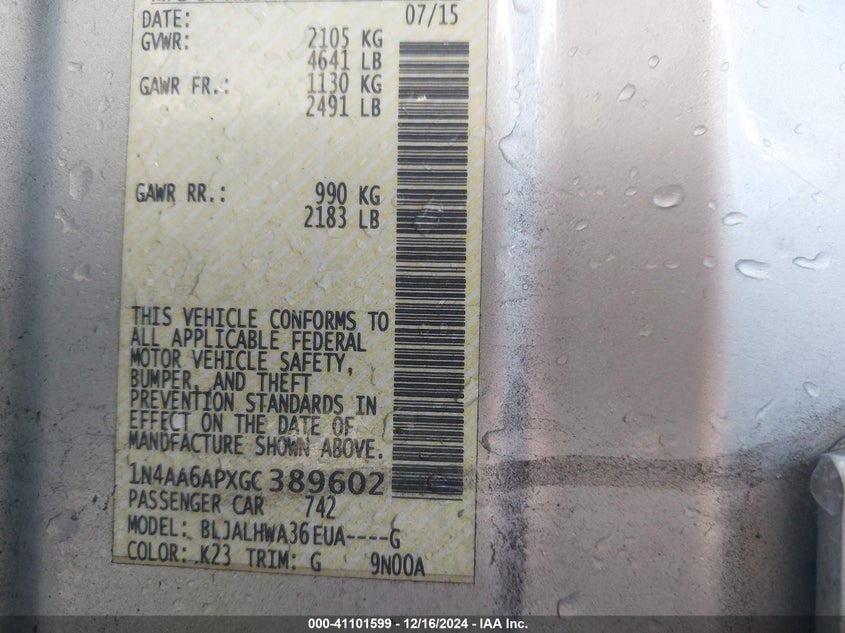 DATE: 07/15
GVWR: 2105 KG
4641 LB
GAWR FR.: 1130 KG
2491 LB
GAWR RR.: 990 KG
2183 LB
THIS VEHICLE CONFORMS TO
ALL APPLICABLE FEDERAL
MOTOR VEHICLE SAFETY,
BUMPER, AND THEFT
PREVENTION STANDARDS IN
EFFECT ON THE DATE OF
MANUFACTURE SHOWN ABOVE.
1N4AA6APXGC389602
PASSENGER CAR 742
MODEL: BLJALHWA36EUA----G
COLOR: K23 TRIM: G 9N00A
000-41101599 - 12/16/2024 - IAA Inc.